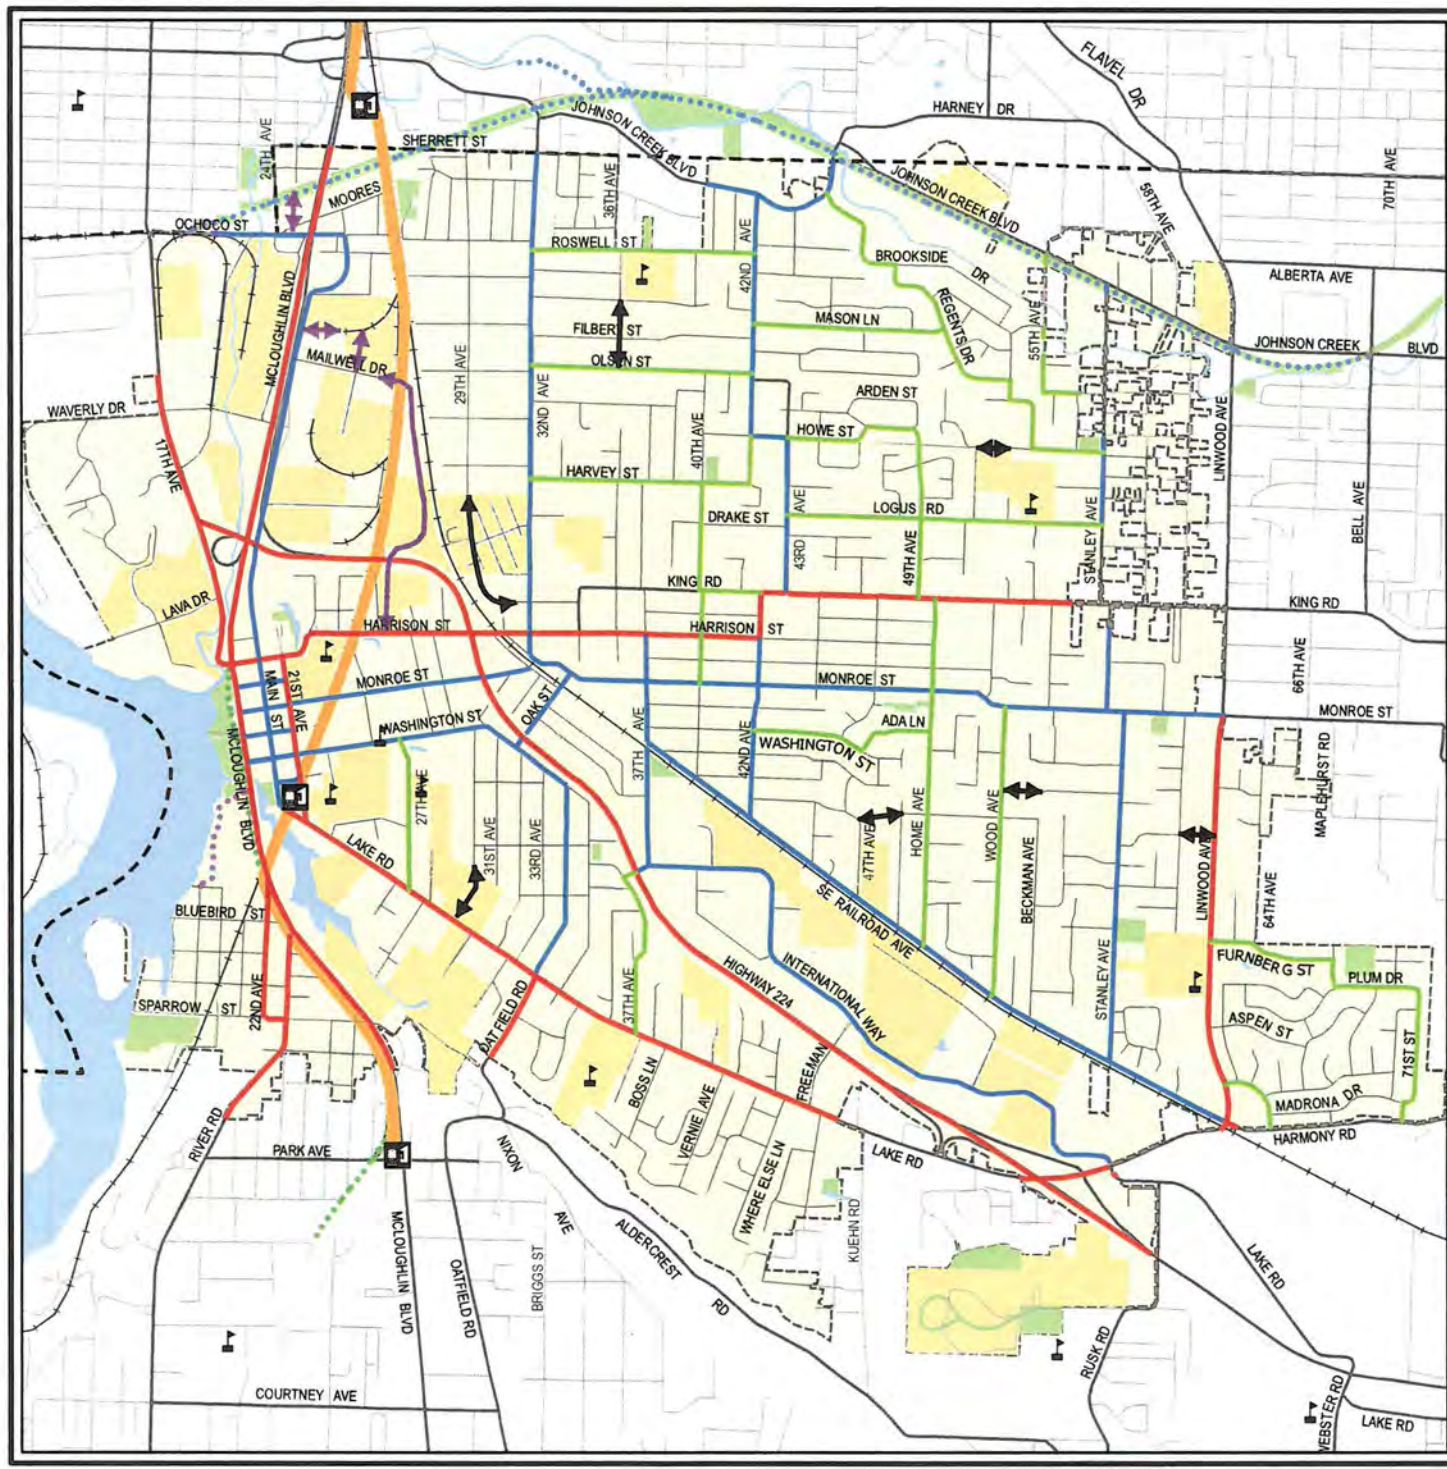 FLAVEL DR
HARNEY DR
JOHNSON CREEK BLVD
24TH AVE
SHERRETT ST
MOORES
36TH AVE
JOHNSON CREEK BLVD
58TH AVE
70TH AVE
OCHOCO ST
ROSWELL ST
42ND AVE
BROOKSIDE DR
ALBERTA AVE
MCLOUGHLIN BLVD
REGENTS DR
55TH AVE
FILBERT ST
MASON LN
JOHNSON CREEK BLVD
MAILWELL DR
29TH AVE
OLSEN ST
ARDEN ST
WAVERLY DR
32ND AVE
40TH AVE
HOWE ST
LINWOOD AVE
17TH AVE
HARVEY ST
DRAKE ST
43RD AVE
LOGUS RD
STANLEY AVE
BELL AVE
49TH AVE
KING RD
LAVA DR
KING RD
HARRISON ST
HARRISON ST
66TH AVE
MAIN ST
21ST AVE
MONROE ST
MONROE ST
MONROE ST
OAK ST
WASHINGTON ST
37TH AVE
42ND AVE
ADA LN
WASHINGTON ST
MAPLEHURST RD
MCLOUGHLIN BLVD
27TH AVE
LAKE RD
31ST AVE
33RD AVE
47TH AVE
HOME AVE
WOOD AVE
BECKMAN AVE
LINWOOD AVE
64TH AVE
SE RAILROAD AVE
BLUEBIRD ST
22ND AVE
SPARROW ST
OATFIELD RD
37TH AVE
HIGHWAY 224
INTERNATIONAL WAY
STANLEY AVE
FURNBERG ST
PLUM DR
ASPEN ST
71ST ST
BOSS LN
VERNIE AVE
FREEMAN
MADRONA DR
HARMONY RD
RIVER RD
PARK AVE
NIXON AVE
WHERE ELSE LN
LAKE RD
KUEHN RD
MCLOUGHLIN BLVD
OATFIELD RD
BRIGGS ST
ALDERCREST RD
LAKE RD
RUSK RD
COURTNEY AVE
WEBSTER RD
LAKE RD